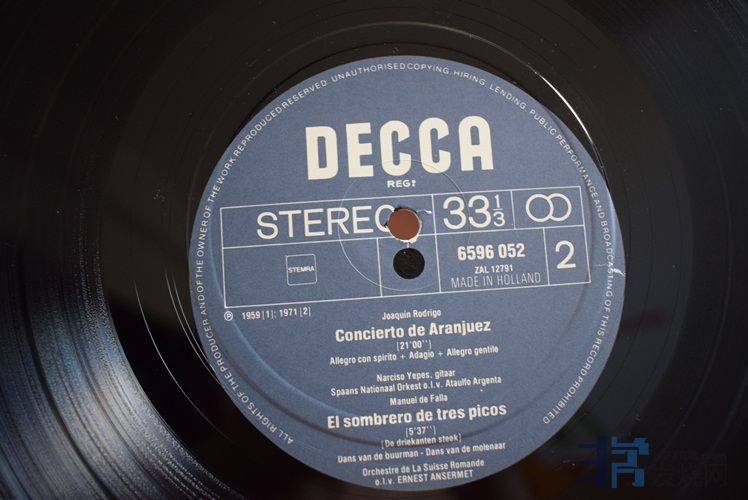 ALL RIGHTS OF THE PRODUCER AND OF THE OWNER OF THE WORK REPRODUCED RESERVED. UNAUTHORISED COPYING, HIRING, LENDING, PUBLIC PERFORMANCE AND BROADCASTING OF THIS RECORD PROHIBITED
DECCA
REGᵈ
STEREO 33 1/3
6596 052
2
STEMRA
ZAL 12791
MADE IN HOLLAND
Ⓟ 1959 [1]; 1971 [2]
Joaquin Rodrigo
Concierto de Aranjuez
[21'00'']
Allegro con spirito + Adagio + Allegro gentile
Narciso Yepes, gitaar
Spaans Nationaal Orkest o.l.v. Ataullo Argenta
Manuel de Falla
El sombrero de tres picos
[5'37'']
[De driekanten steek]
Dans van de buurman - Dans van de molenaar
Orchestre de La Suisse Romande
o.l.v. ERNEST ANSERMET